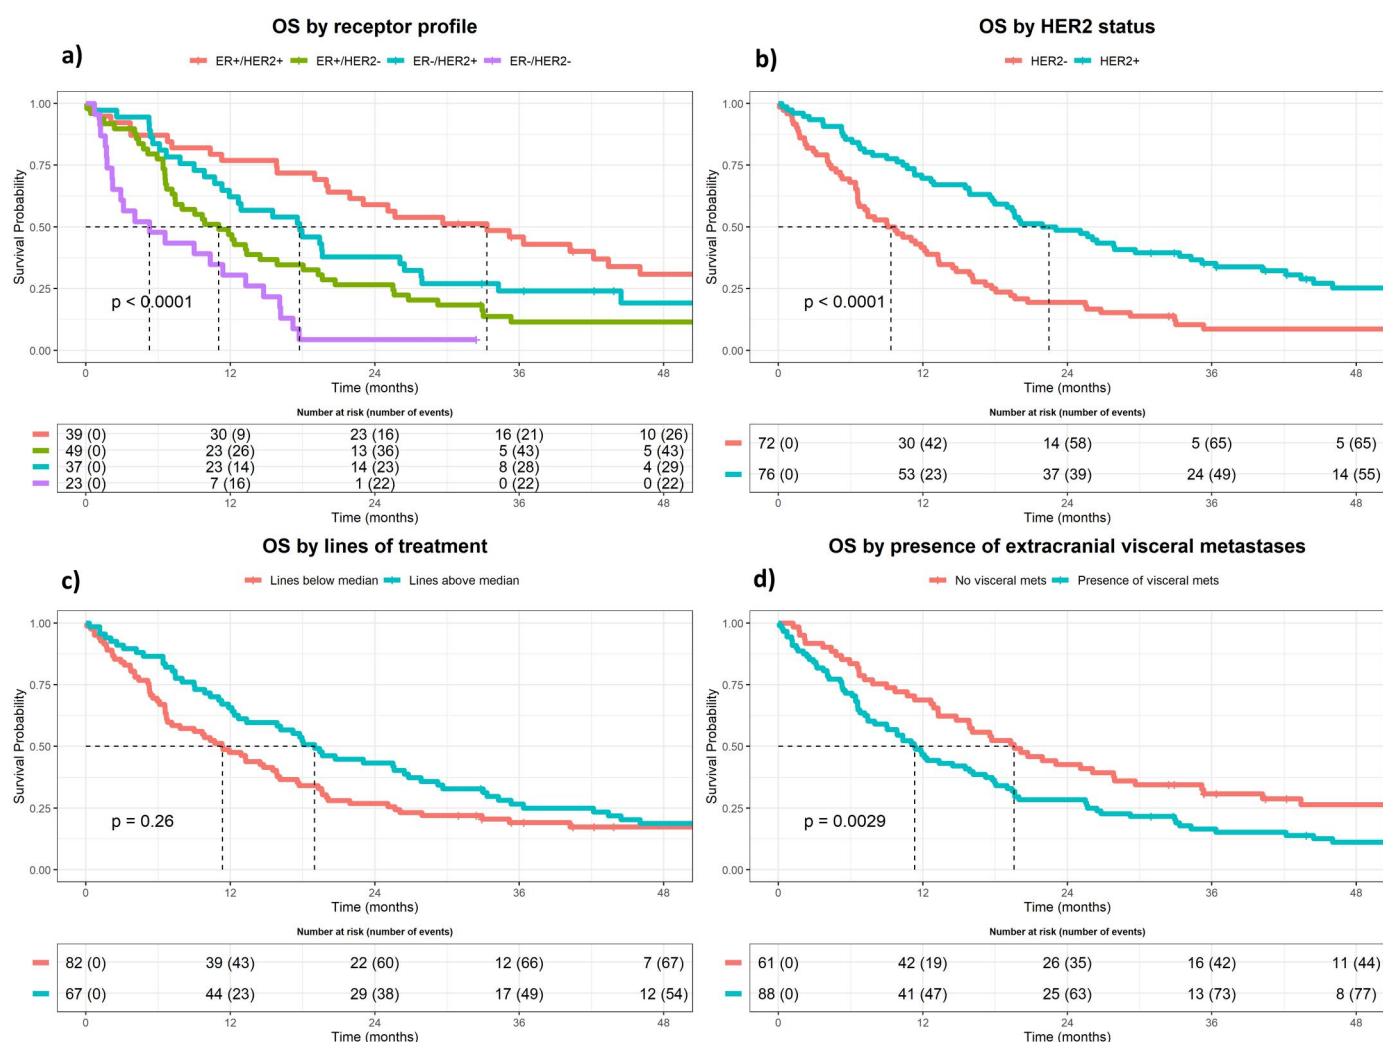 OS by receptor profile
a)
ER+/HER2+ ER+/HER2- ER-/HER2+ ER-/HER2-
1.00
0.75
0.50
0.25
0.00
Survival Probability
p < 0.0001
0 12 24 36 48
Time (months)
Number at risk (number of events)
39 (0) 30 (9) 23 (16) 16 (21) 10 (26)
49 (0) 23 (26) 13 (36) 5 (43) 5 (43)
37 (0) 23 (14) 14 (23) 8 (28) 4 (29)
23 (0) 7 (16) 1 (22) 0 (22) 0 (22)
0 12 24 36 48
Time (months)
OS by HER2 status
b)
HER2- HER2+
1.00
0.75
0.50
0.25
0.00
Survival Probability
p < 0.0001
0 12 24 36 48
Time (months)
Number at risk (number of events)
72 (0) 30 (42) 14 (58) 5 (65) 5 (65)
76 (0) 53 (23) 37 (39) 24 (49) 14 (55)
0 12 24 36 48
Time (months)
OS by lines of treatment
c)
Lines below median Lines above median
1.00
0.75
0.50
0.25
0.00
Survival Probability
p = 0.26
0 12 24 36 48
Time (months)
Number at risk (number of events)
82 (0) 39 (43) 22 (60) 12 (66) 7 (67)
67 (0) 44 (23) 29 (38) 17 (49) 12 (54)
0 12 24 36 48
Time (months)
OS by presence of extracranial visceral metastases
d)
No visceral mets Presence of visceral mets
1.00
0.75
0.50
0.25
0.00
Survival Probability
p = 0.0029
0 12 24 36 48
Time (months)
Number at risk (number of events)
61 (0) 42 (19) 26 (35) 16 (42) 11 (44)
88 (0) 41 (47) 25 (63) 13 (73) 8 (77)
0 12 24 36 48
Time (months)